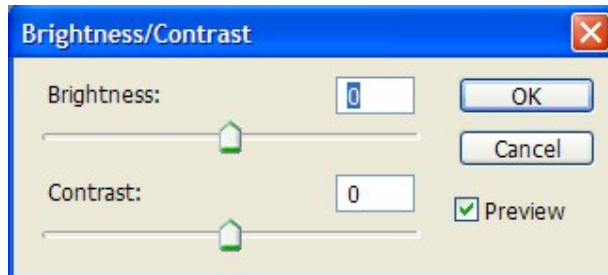 Brightness/Contrast
Brightness: 0
OK
Cancel
Contrast: 0
Preview